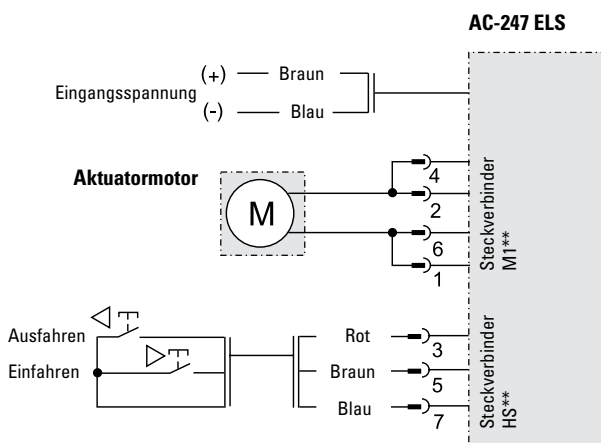 AC-247 ELS
(+) Braun
Eingangsspannung
(-) Blau
Aktuatormotor
M
4
2
6
1
Steckverbinder
M1**
Ausfahren
Einfahren
Rot 3
Braun 5
Blau 7
Steckverbinder
HS**